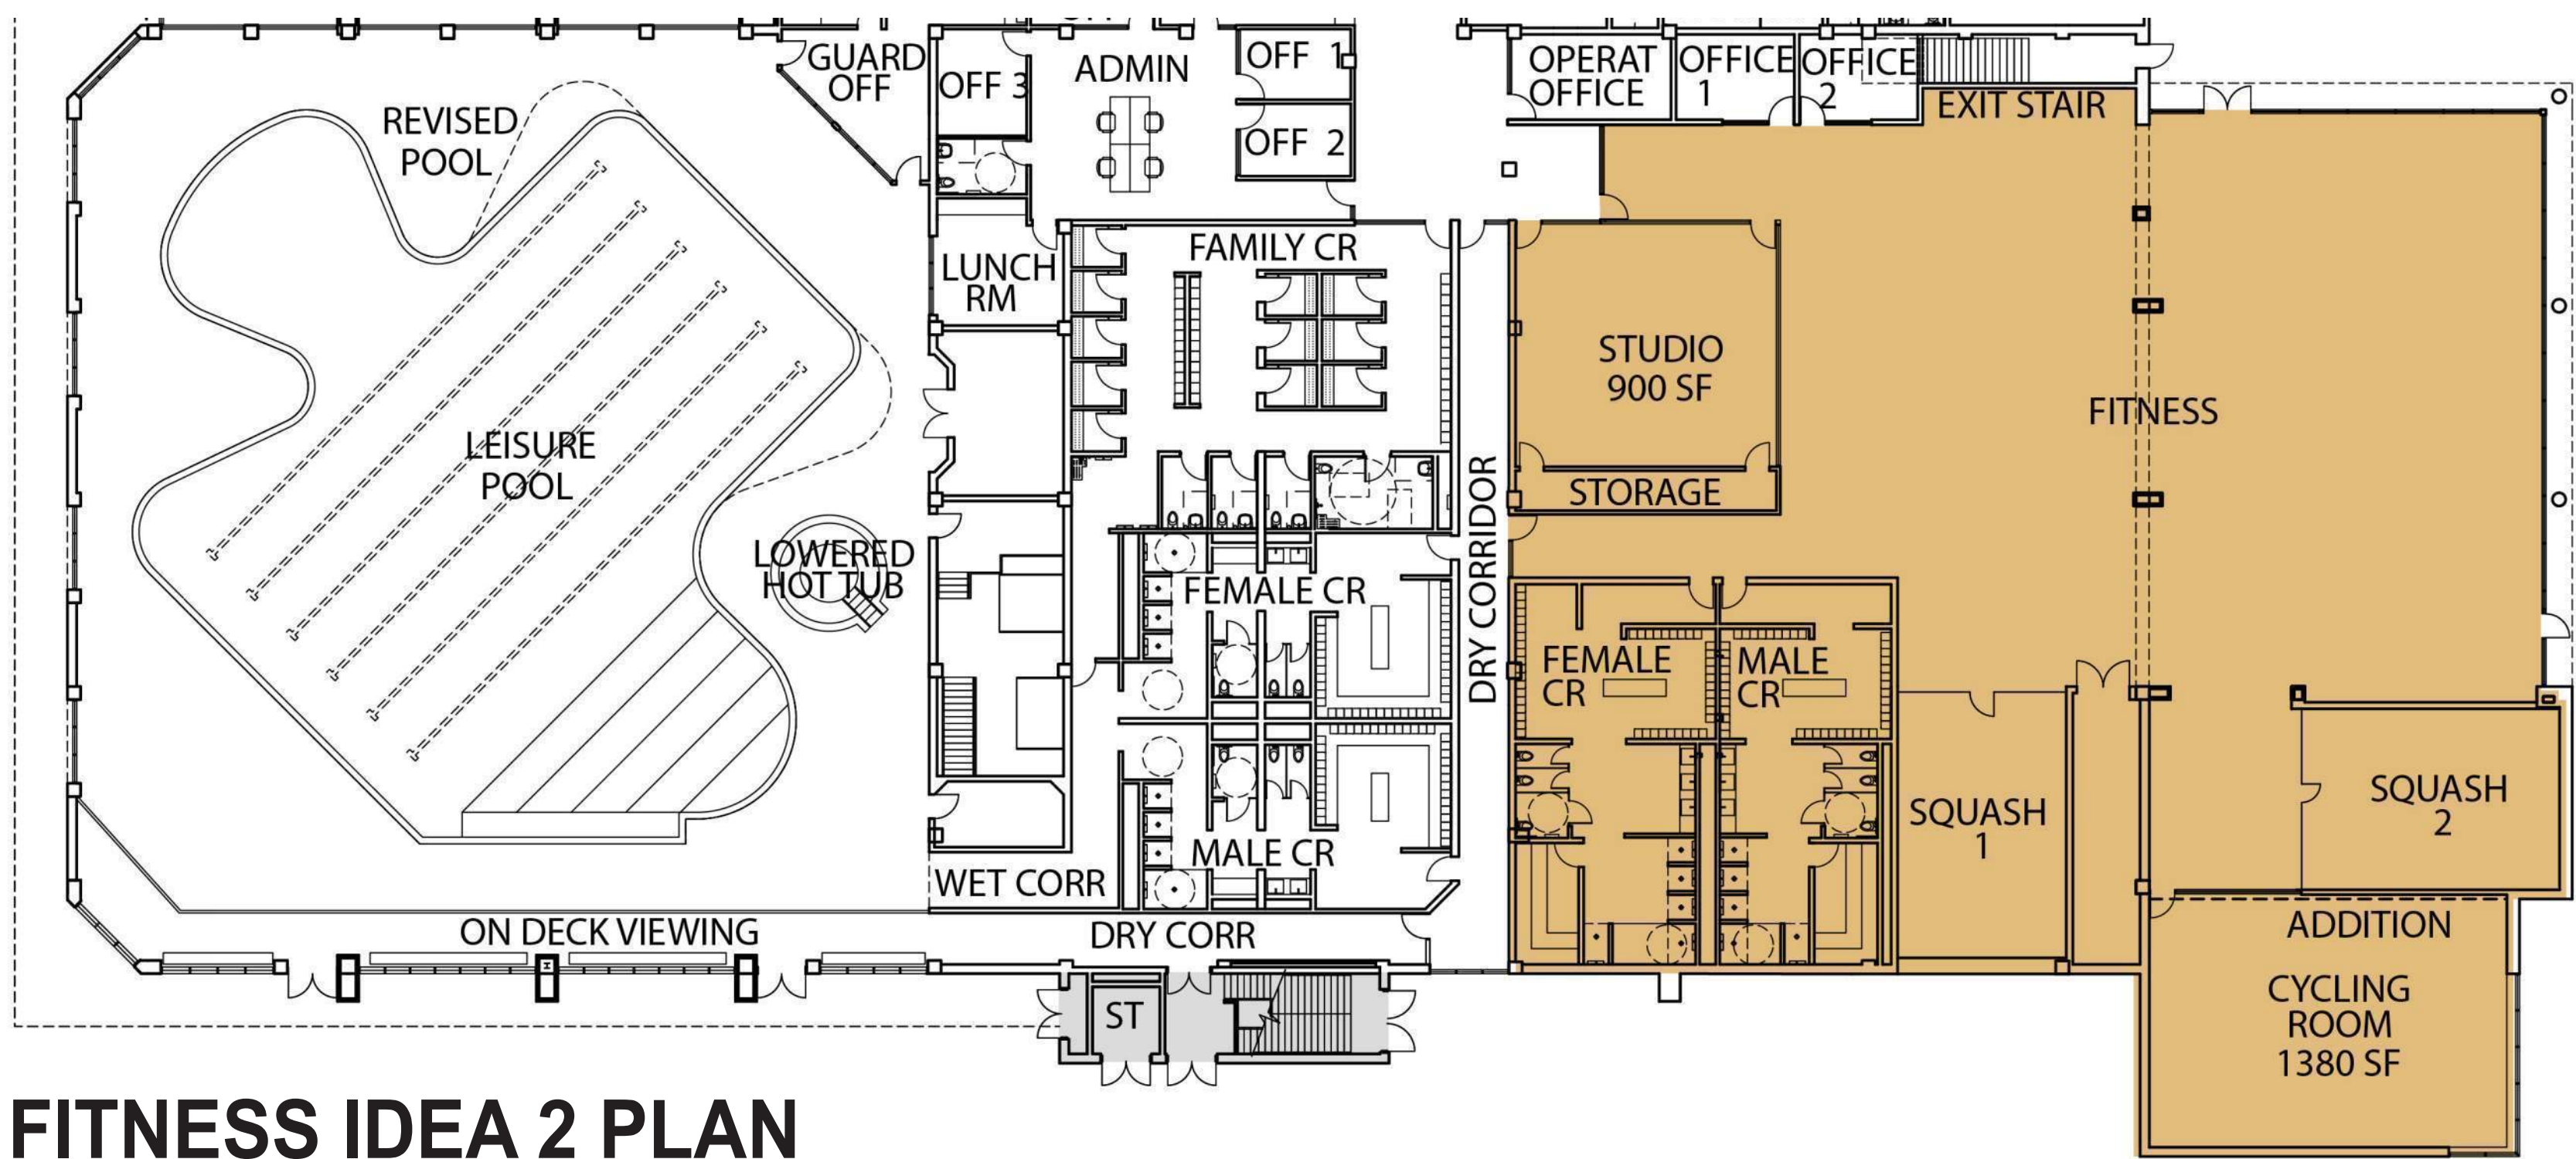 GUARD
OFF
OFF 3
ADMIN
OFF 1
OFF 2
OPERAT
OFFICE
OFFICE
1
OFFICE
2
EXIT STAIR
REVISED
POOL
LUNCH
RM
FAMILY CR
STUDIO
900 SF
FITNESS
LEISURE
POOL
STORAGE
LOWERED
HOT TUB
FEMALE CR
DRY CORRIDOR
FEMALE
CR
MALE
CR
SQUASH
1
SQUASH
2
MALE CR
WET CORR
ON DECK VIEWING
DRY CORR
ADDITION
CYCLING
ROOM
1380 SF
ST
FITNESS IDEA 2 PLAN